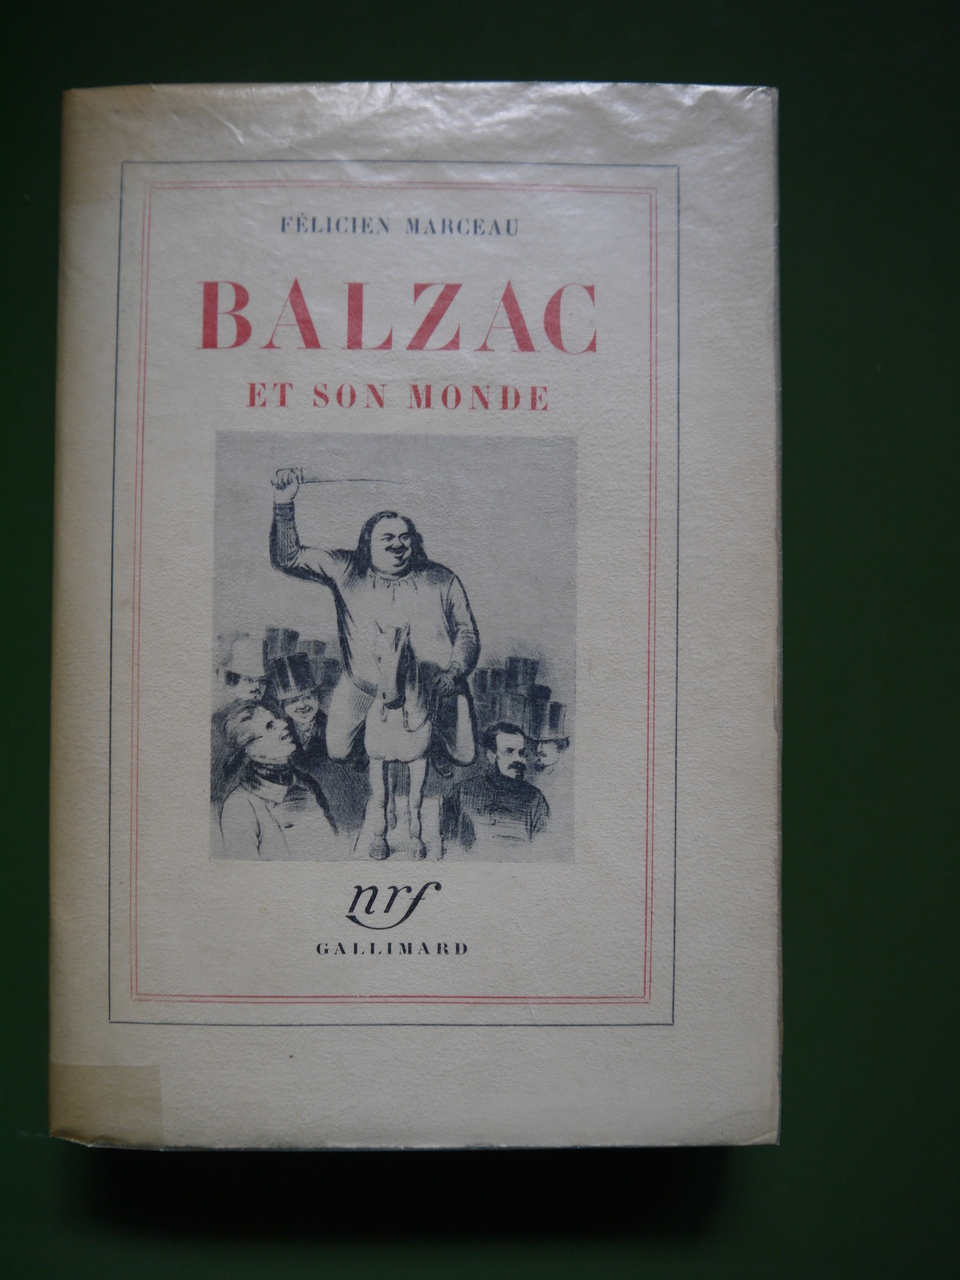 FÉLICIEN MARCEAU
BALZAC
ET SON MONDE
nrf
GALLIMARD